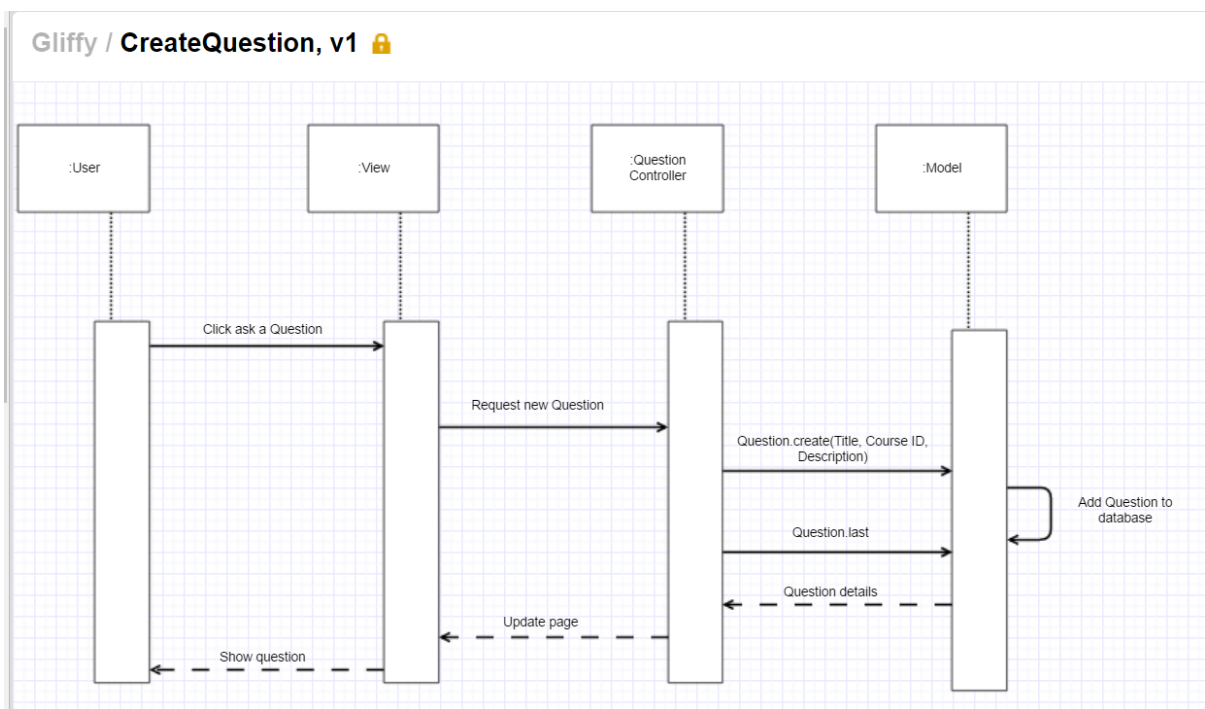 Gliffy / CreateQuestion, v1
:User
:View
:Question
Controller
:Model
Click ask a Question
Request new Question
Question.create(Title, Course ID,
Description)
Add Question to
database
Question.last
Question details
Update page
Show question